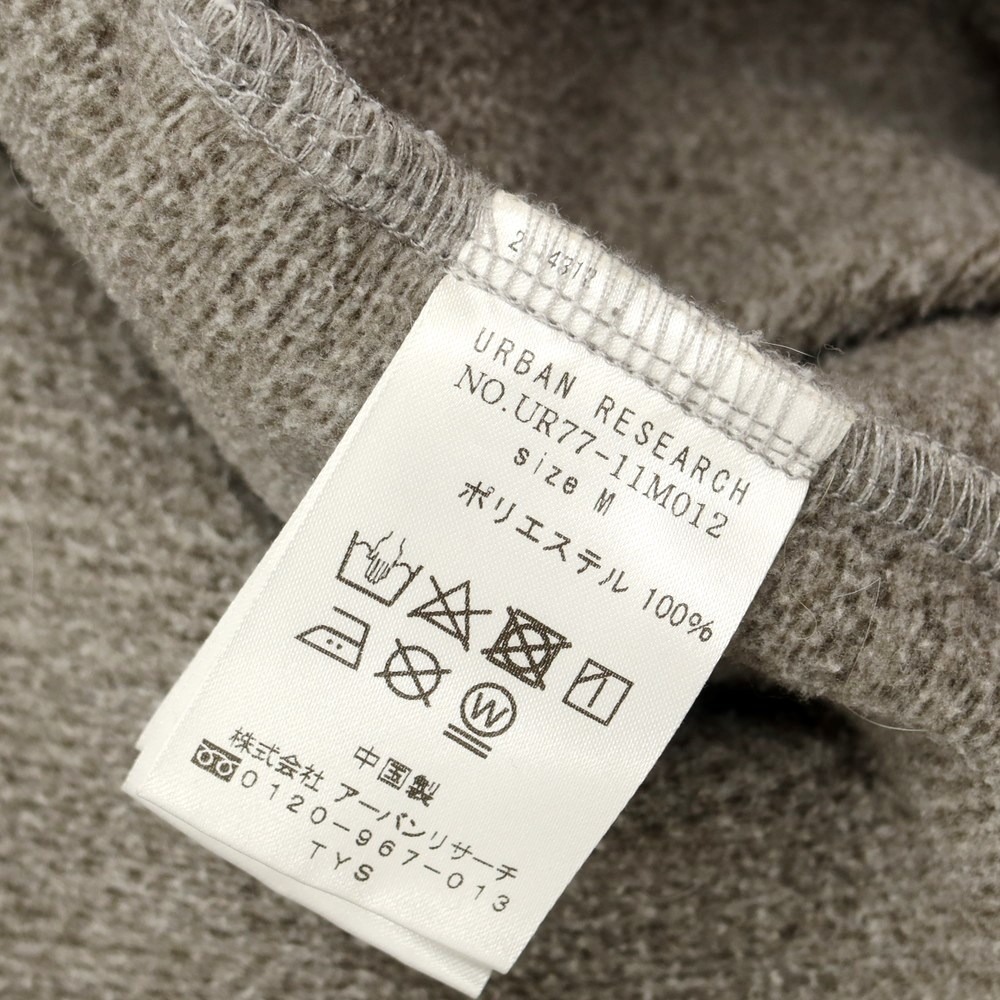 URBAN RESEARCH
NO.UR77-11M012
size M
ポリエステル 100%
W
中国製
株式会社 アーバンリサーチ
0120-967-013
TYS